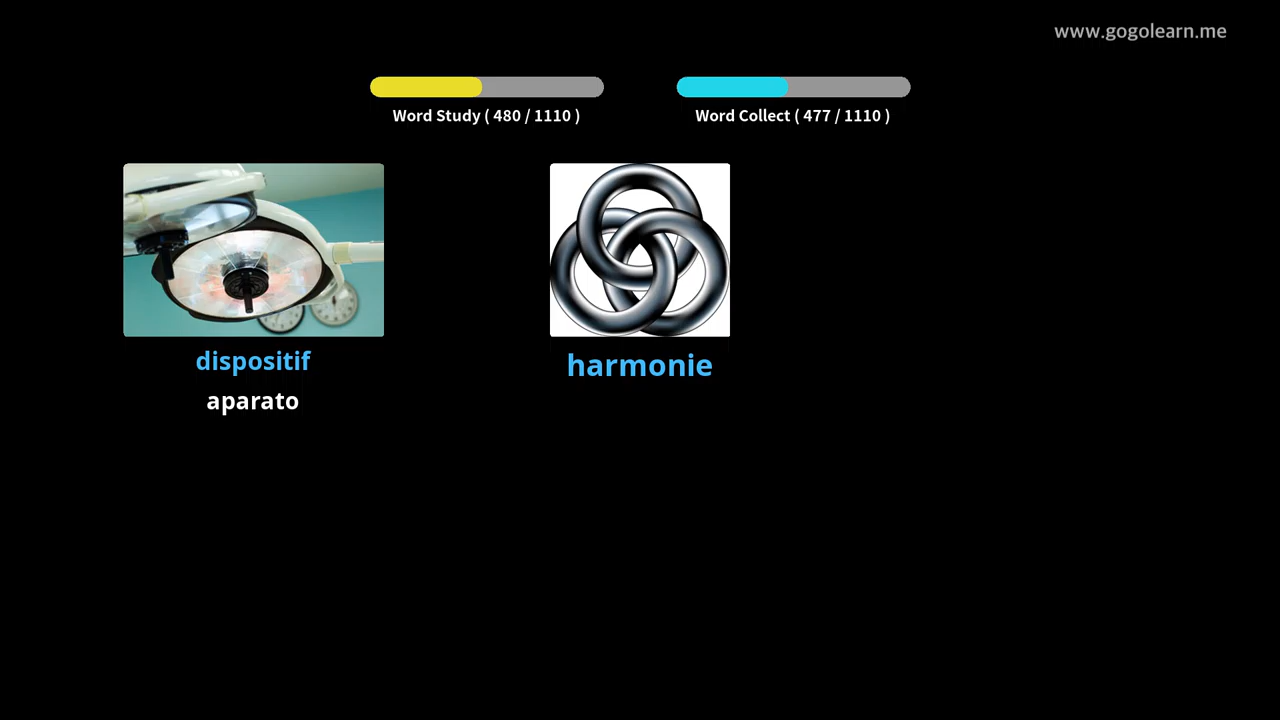 www.gogolearn.me
Word Study ( 480 / 1110 )
Word Collect ( 477 / 1110 )
dispositif
aparato
harmonie